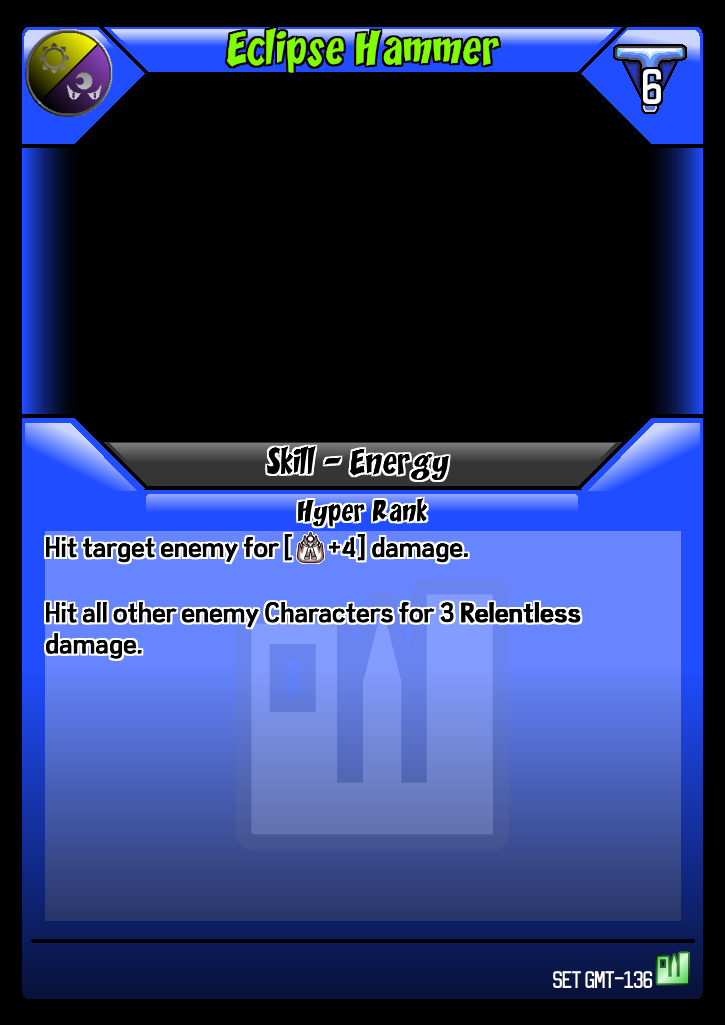 Eclipse Hammer
6
Skill - Energy
Hyper Rank
Hit target enemy for [ +4] damage.
Hit all other enemy Characters for 3 Relentless
damage.
SET GMT-136